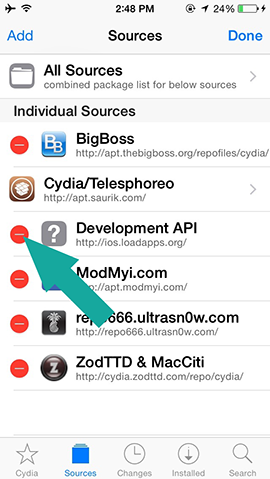 2:48 PM
24%
Add
Sources
Done
All Sources
combined package list for below sources
Individual Sources
BigBoss
http://apt.thebigboss.org/repofiles/cydia/
Cydia/Telesphoreo
http://apt.saurik.com/
Development API
http://ios.loadapps.org/
ModMyi.com
http://apt.modmyi.com/
repo666.ultrasn0w.com
http://repo666.ultrasn0w.com/
ZodTTD & MacCiti
http://cydia.zodttd.com/repo/cydia/
Cydia
Sources
Changes
Installed
Search